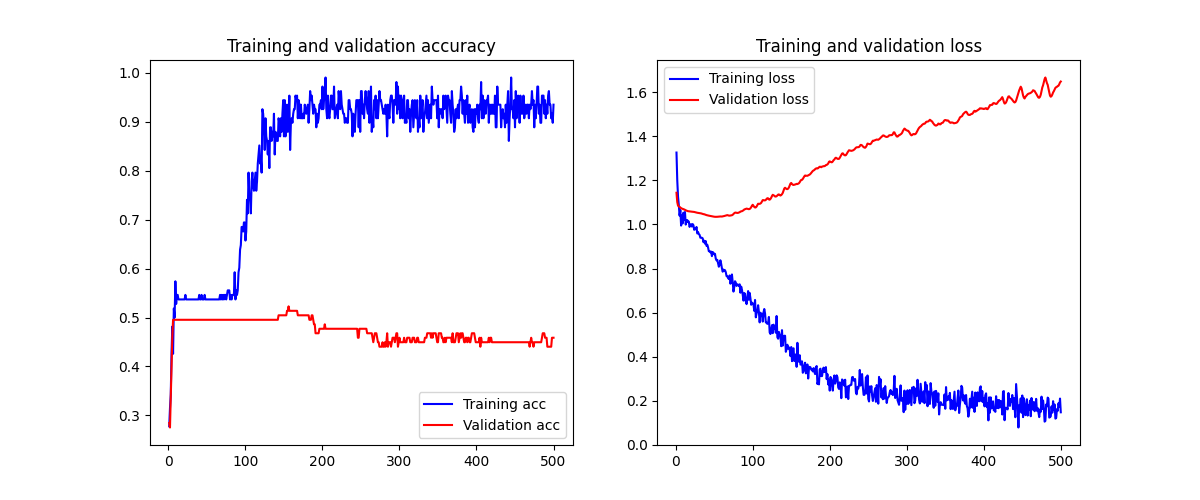 Training and validation accuracy
1.0
0.9
0.8
0.7
0.6
0.5
0.4
0.3
Training acc
Validation acc
0 100 200 300 400 500
Training and validation loss
Training loss
Validation loss
1.6
1.4
1.2
1.0
0.8
0.6
0.4
0.2
0.0
0 100 200 300 400 500